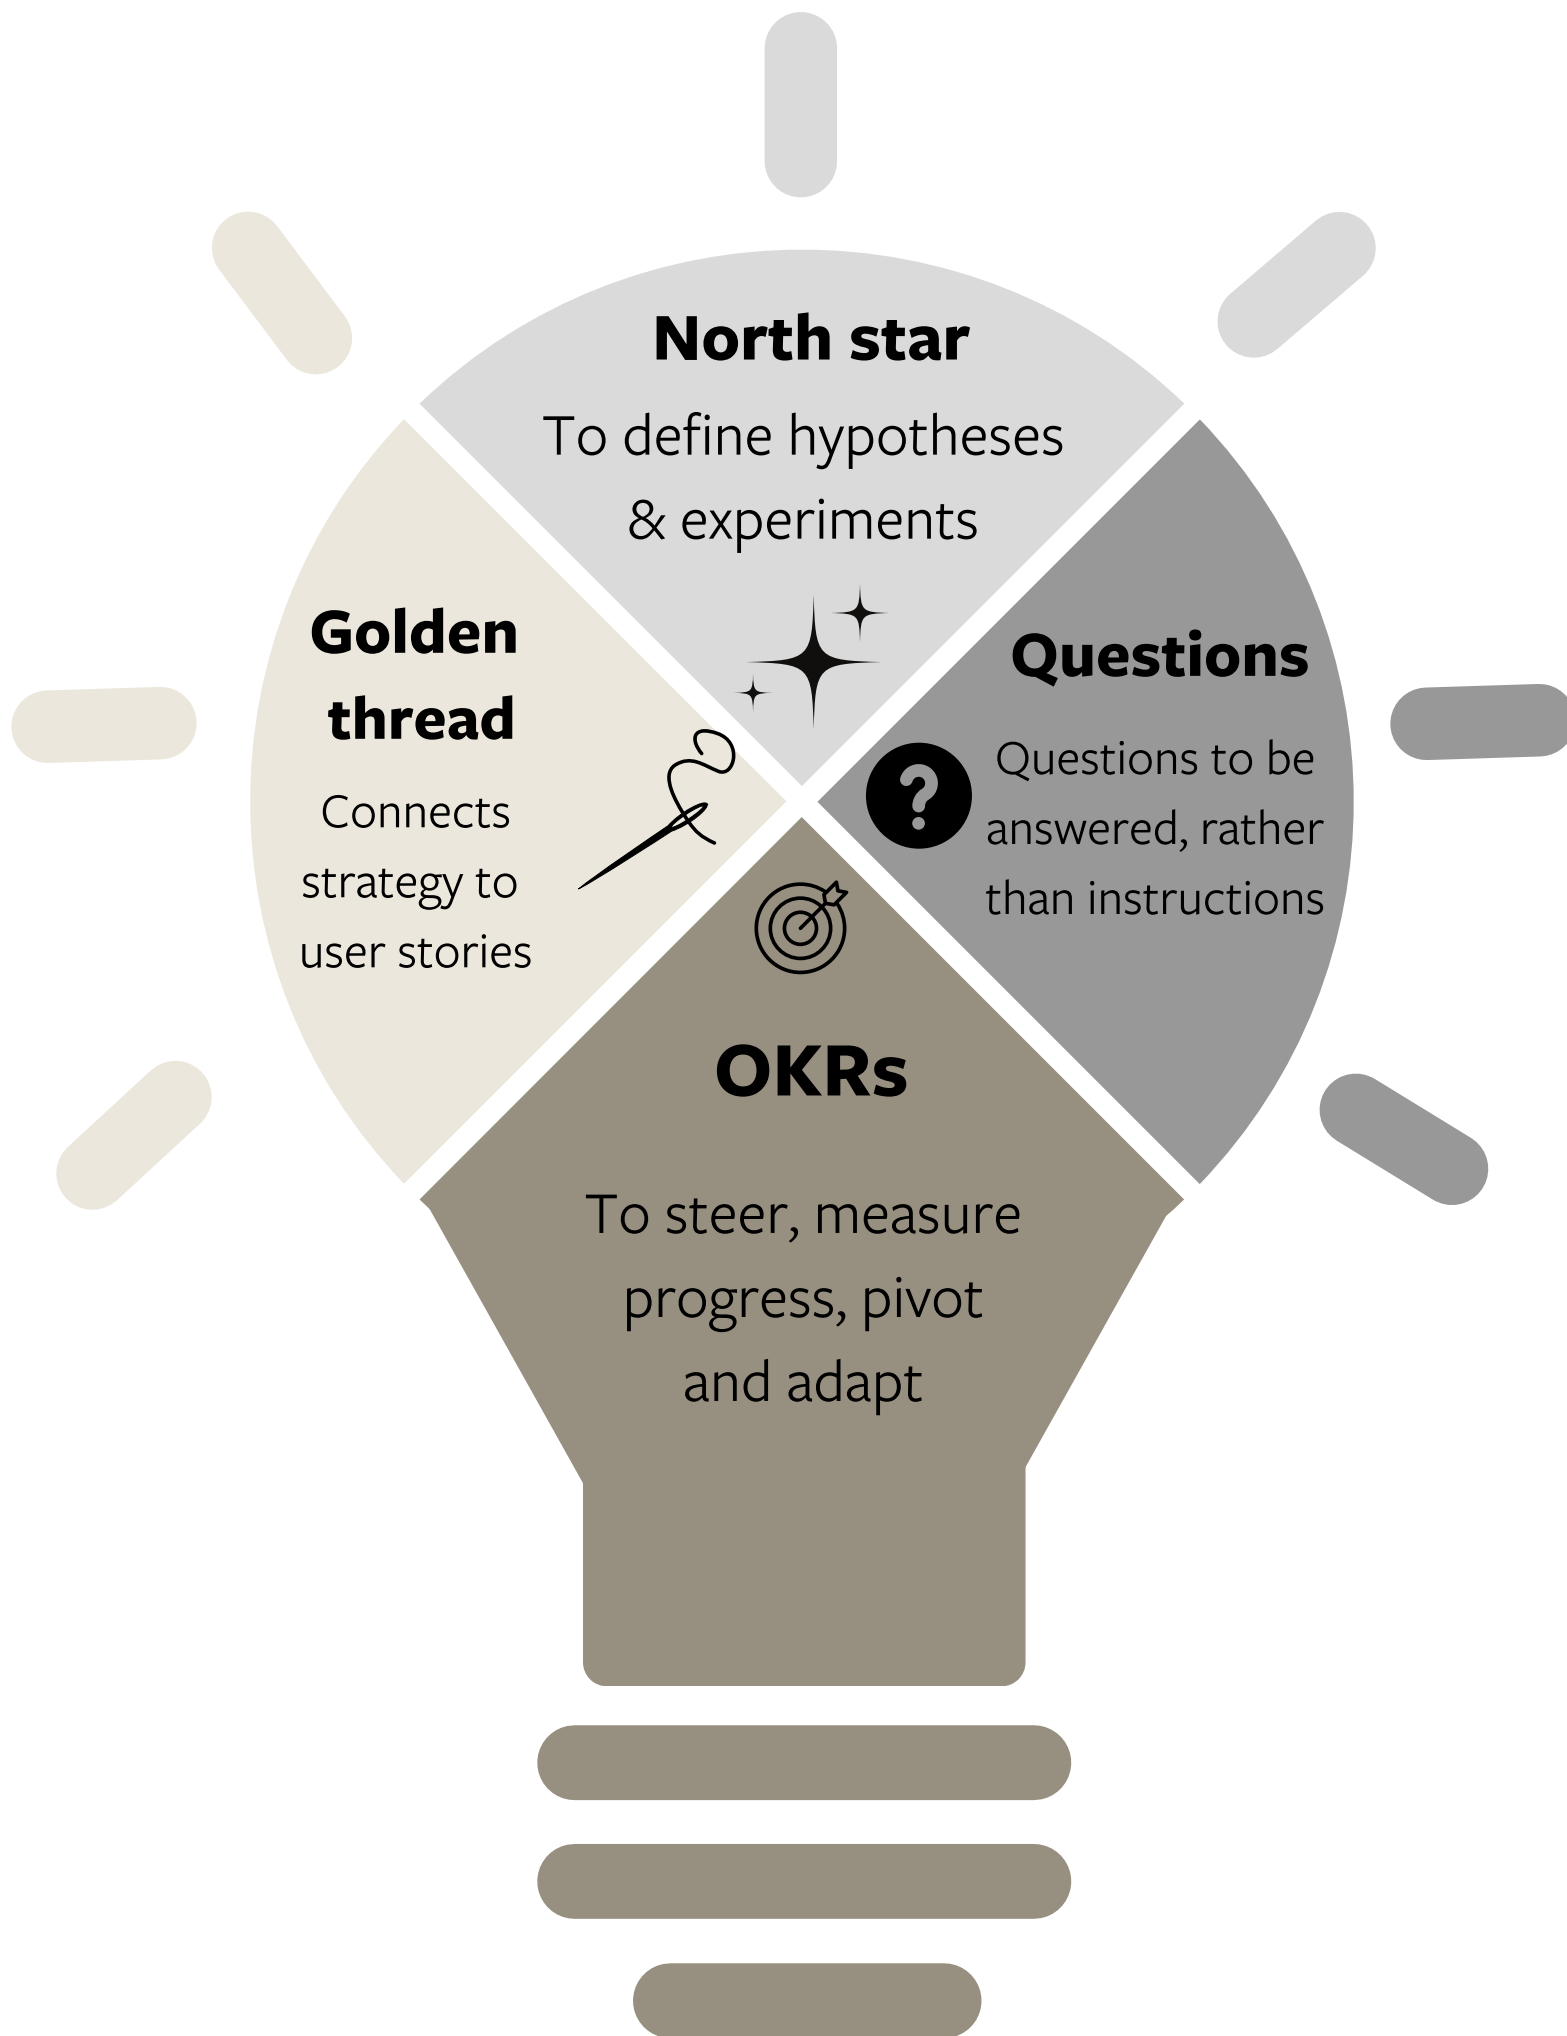 North star
To define hypotheses
& experiments
Golden
thread
Connects
strategy to
user stories
Questions
?
Questions to be
answered, rather
than instructions
OKRs
To steer, measure
progress, pivot
and adapt